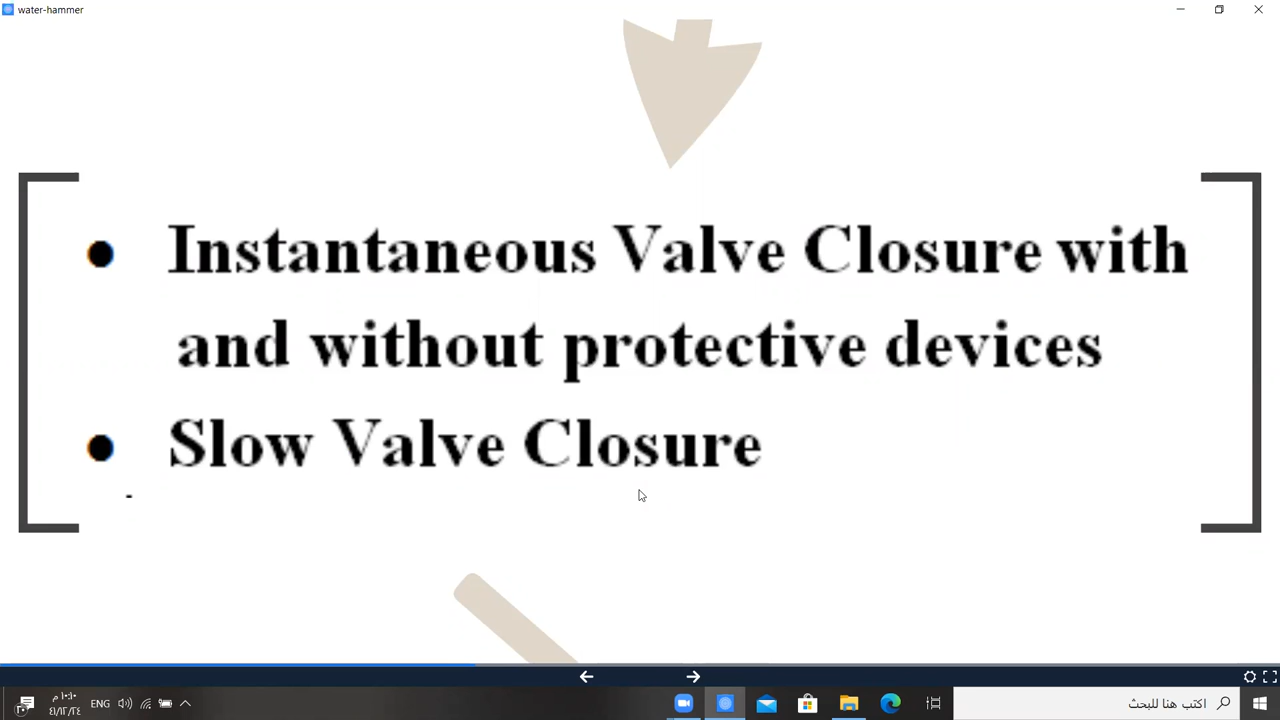 water-hammer
Instantaneous Valve Closure with
and without protective devices
Slow Valve Closure
ENG
اكتب هنا للبحث